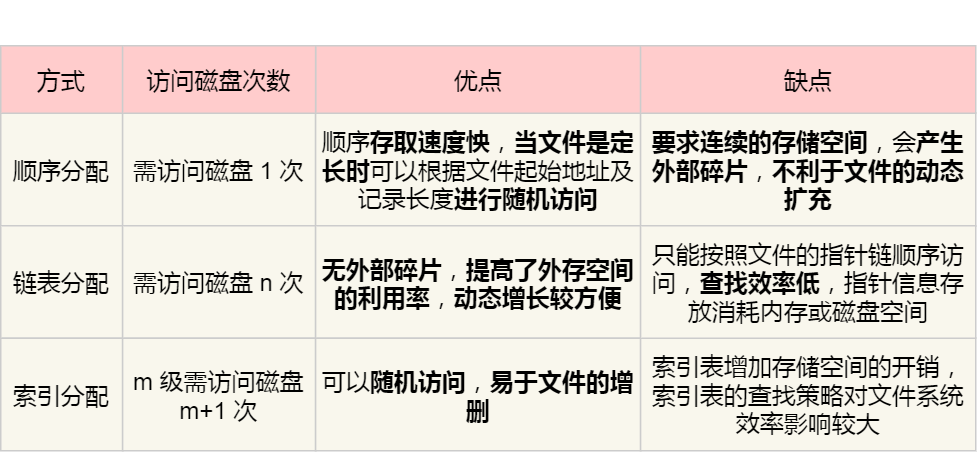 方式
访问磁盘次数
优点
缺点
顺序分配
需访问磁盘 1 次
顺序存取速度快，当文件是定
长时可以根据文件起始地址及
记录长度进行随机访问
要求连续的存储空间，会产生
外部碎片，不利于文件的动态
扩充
链表分配
需访问磁盘 n 次
无外部碎片，提高了外存空间
的利用率，动态增长较方便
只能按照文件的指针链顺序访
问，查找效率低，指针信息存
放消耗内存或磁盘空间
索引分配
m 级需访问磁盘
m+1 次
可以随机访问，易于文件的增
删
索引表增加存储空间的开销，
索引表的查找策略对文件系统
效率影响较大